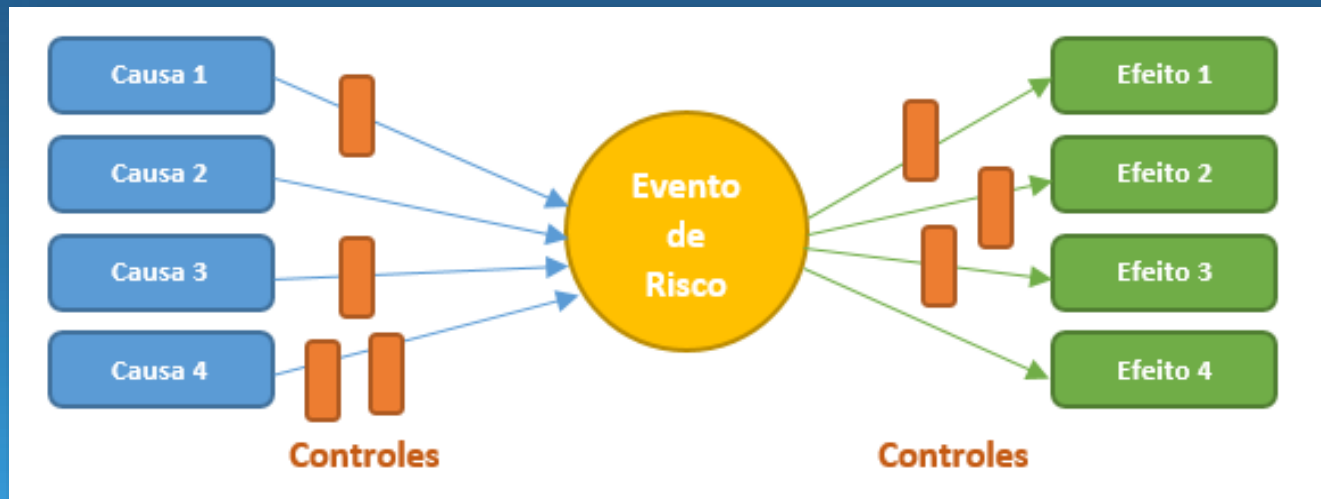 Causa 1
Causa 2
Causa 3
Causa 4
Controles
Evento
de
Risco
Efeito 1
Efeito 2
Efeito 3
Efeito 4
Controles